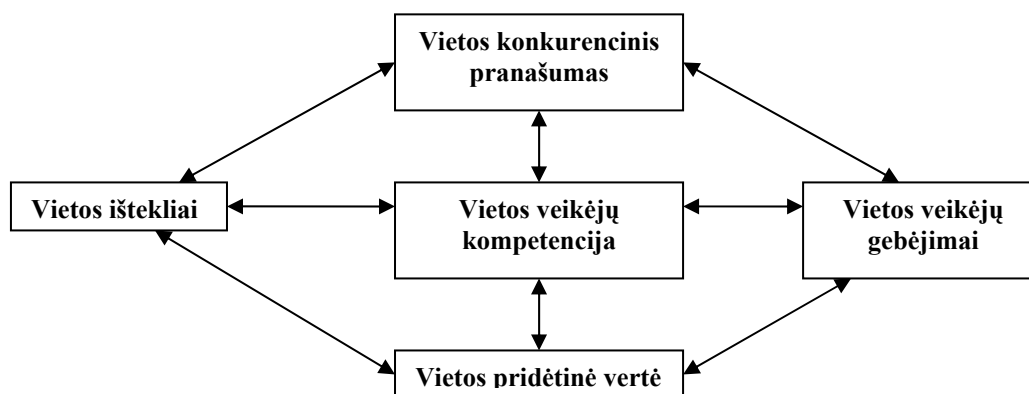 Vietos konkurencinis
pranašumas
Vietos ištekliai
Vietos veikėjų
kompetencija
Vietos veikėjų
gebėjimai
Vietos pridėtinė vertė